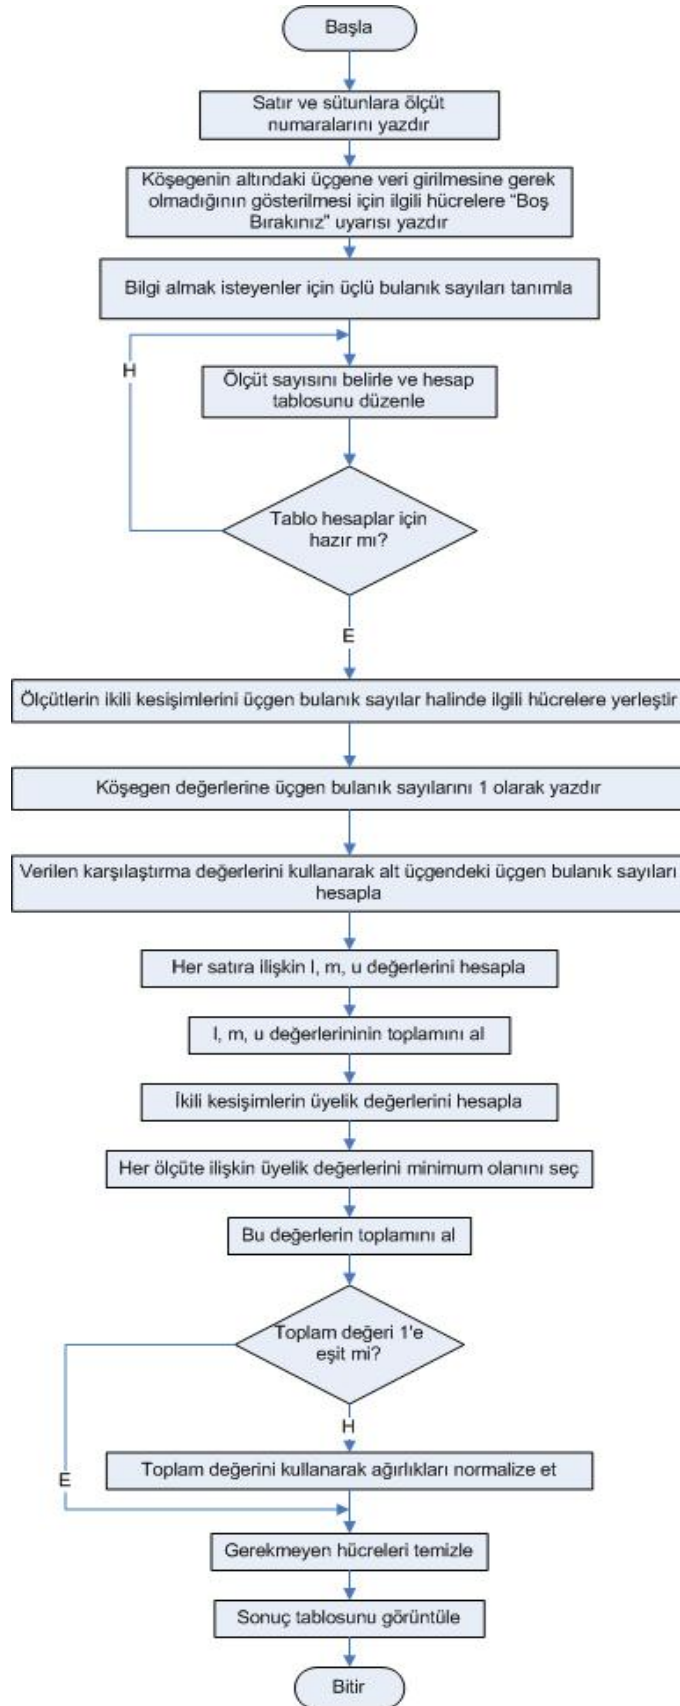 Başla
Satır ve sütunlara ölçüt
numaralarını yazdır
Köşegenin altındaki üçgene veri girilmesine gerek
olmadığının gösterilmesi için ilgili hücrelere “Boş
Bırakınız” uyarısı yazdır
Bilgi almak isteyenler için üçlü bulanık sayıları tanımla
H
Ölçüt sayısını belirle ve hesap
tablosunu düzenle
Tablo hesaplar için
hazır mı?
E
Ölçütlerin ikili kesişimlerini üçgen bulanık sayılar halinde ilgili hücrelere yerleştir
Köşegen değerlerine üçgen bulanık sayılarını 1 olarak yazdır
Verilen karşılaştırma değerlerini kullanarak alt üçgendeki üçgen bulanık sayıları
hesapla
Her satıra ilişkin l, m, u değerlerini hesapla
l, m, u değerlerininin toplamını al
İkili kesişimlerin üyelik değerlerini hesapla
Her ölçüte ilişkin üyelik değerlerini minimum olanını seç
Bu değerlerin toplamını al
Toplam değeri 1'e
eşit mi?
H
Toplam değerini kullanarak ağırlıkları normalize et
E
Gerekmeyen hücreleri temizle
Sonuç tablosunu görüntüle
Bitir